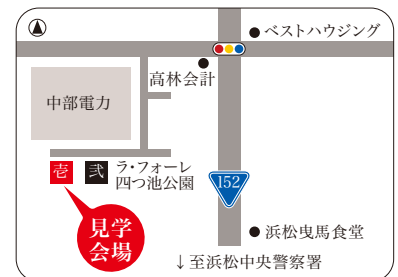 ベストハウジング
高林会計
中部電力
壱
弐
ラ・フォーレ
四つ池公園
152
見学
会場
浜松曳馬食堂
↓至浜松中央警察署